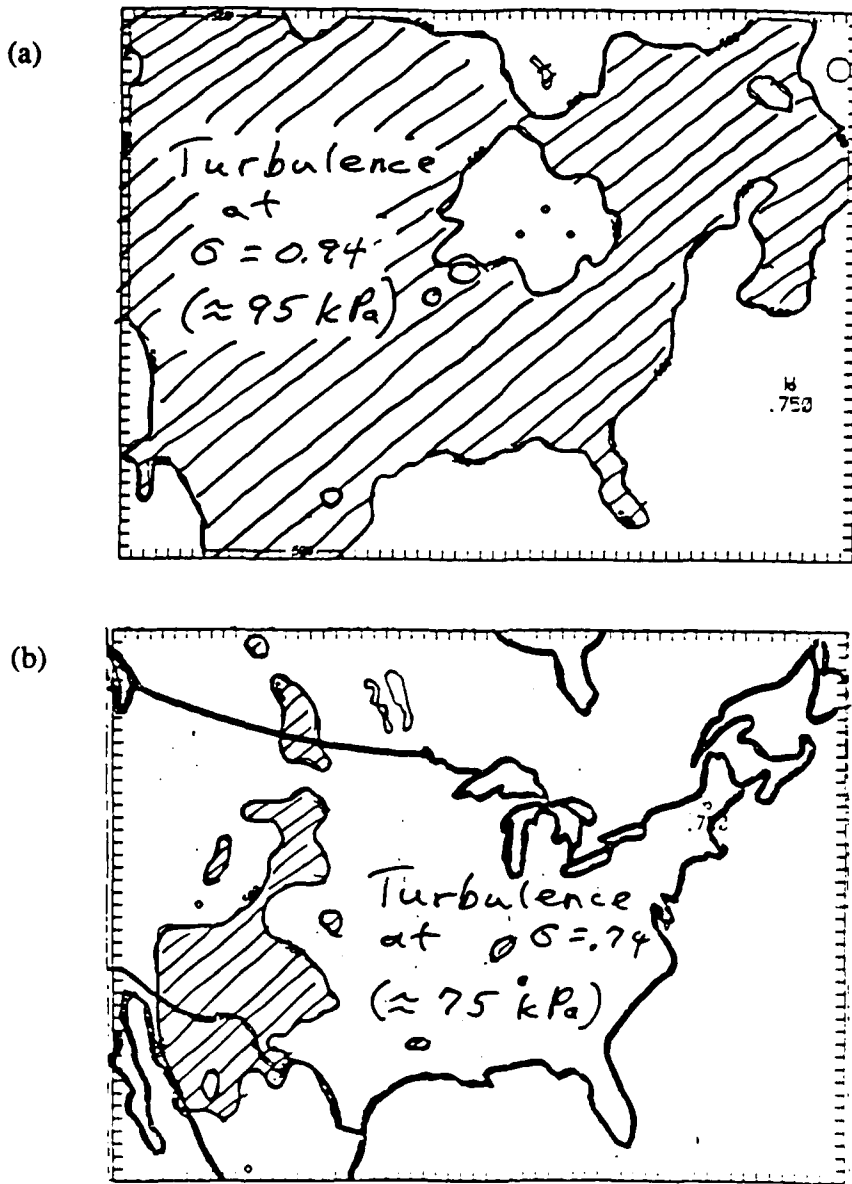 (a)
Turbulence
at
σ = 0.94
(≈ 95 kPa)
.750
(b)
Turbulence
at σ = .74
(≈ 75 kPa)